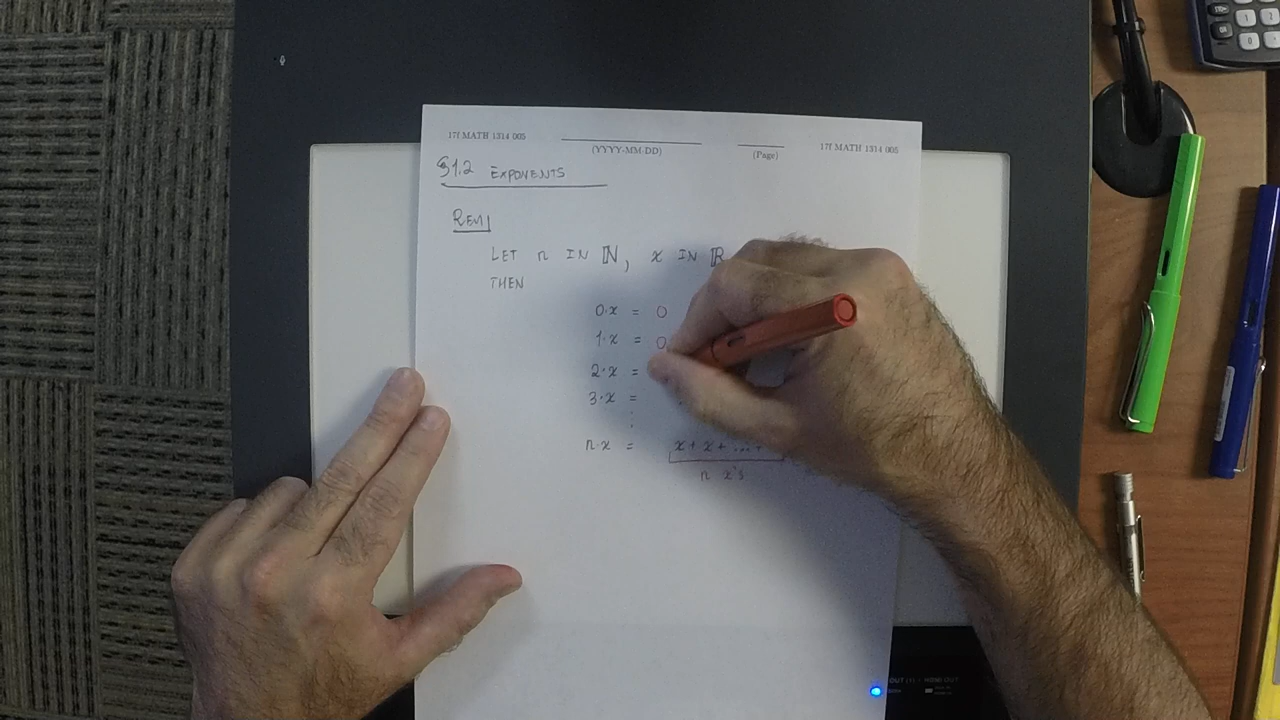 17f MATH 1314 005
(YYYY-MM-DD)
(Page)
17f MATH 1314 005
§1.2 EXPONENTS
REM
LET n IN ℕ, x IN ℝ
THEN
0·x = 0
1·x = 0
2·x =
3·x =
⋮
n·x = x + x + ... +
n x's